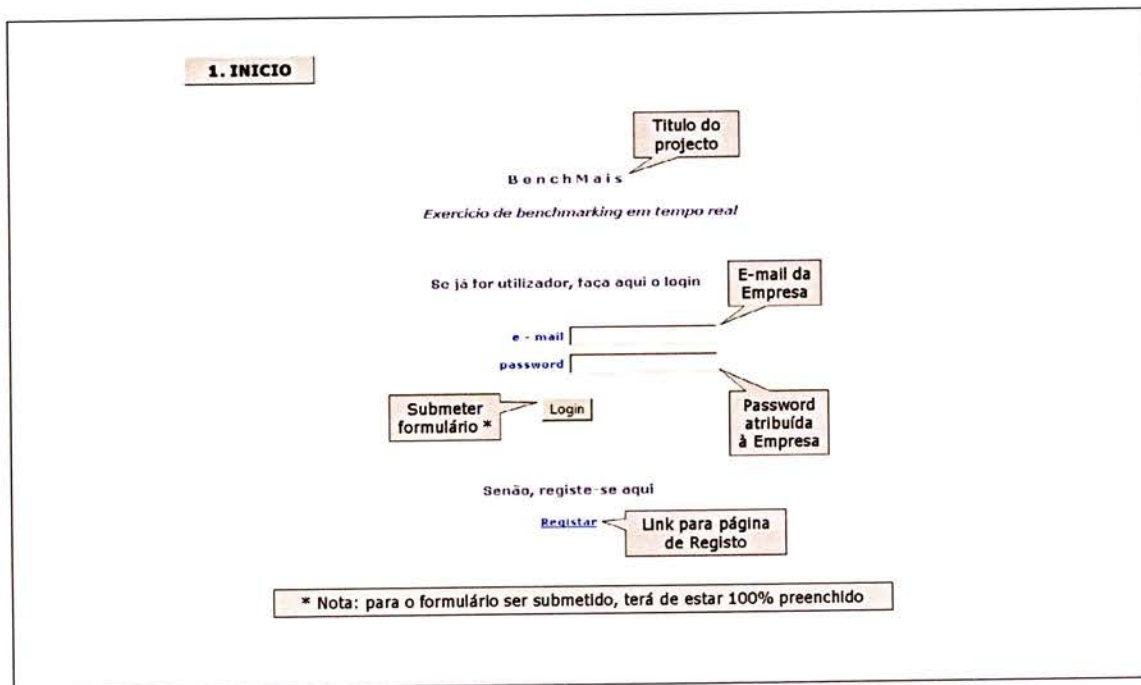 1. INICIO
Titulo do
projecto
BenchMais
Exercício de benchmarking em tempo real
Se já for utilizador, faça aqui o login
E-mail da
Empresa
e - mail
password
Submeter
formulário *
Login
Password
atribuída
à Empresa
Senão, registe-se aqui
Registar
Link para página
de Registo
* Nota: para o formulário ser submetido, terá de estar 100% preenchido